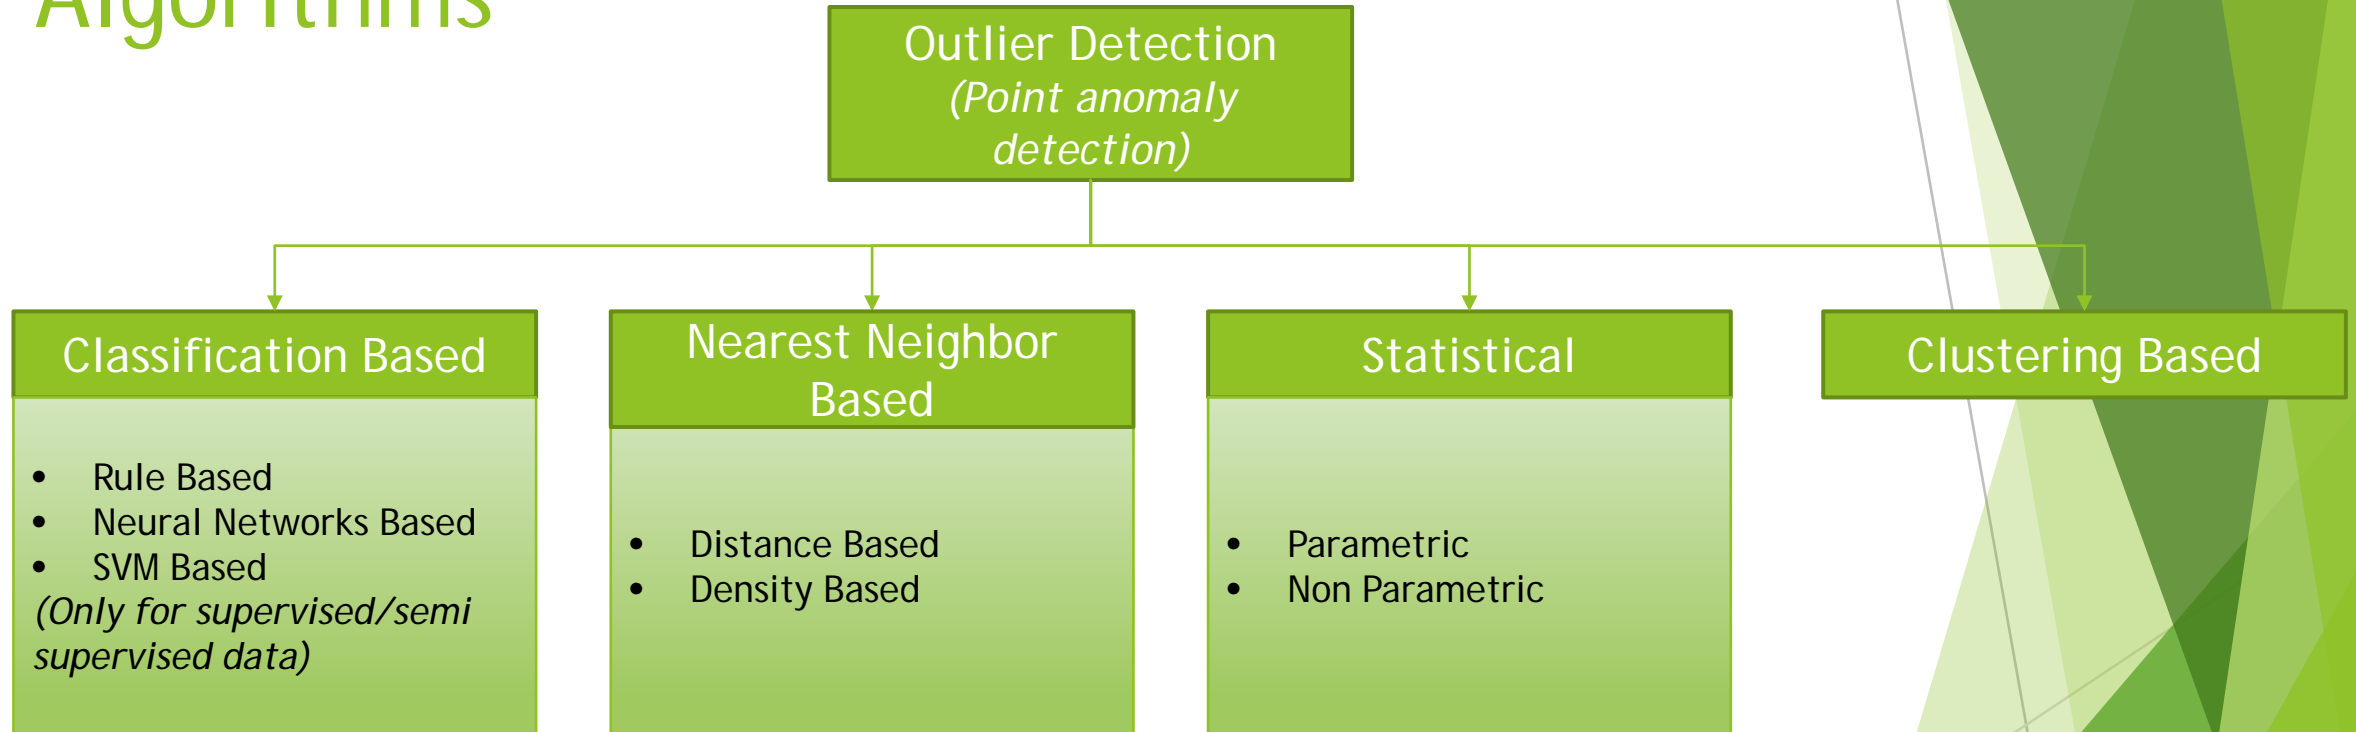 Algorithms
Outlier Detection
(Point anomaly
detection)
Classification Based
• Rule Based
• Neural Networks Based
• SVM Based
(Only for supervised/semi
supervised data)
Nearest Neighbor
Based
• Distance Based
• Density Based
Statistical
• Parametric
• Non Parametric
Clustering Based